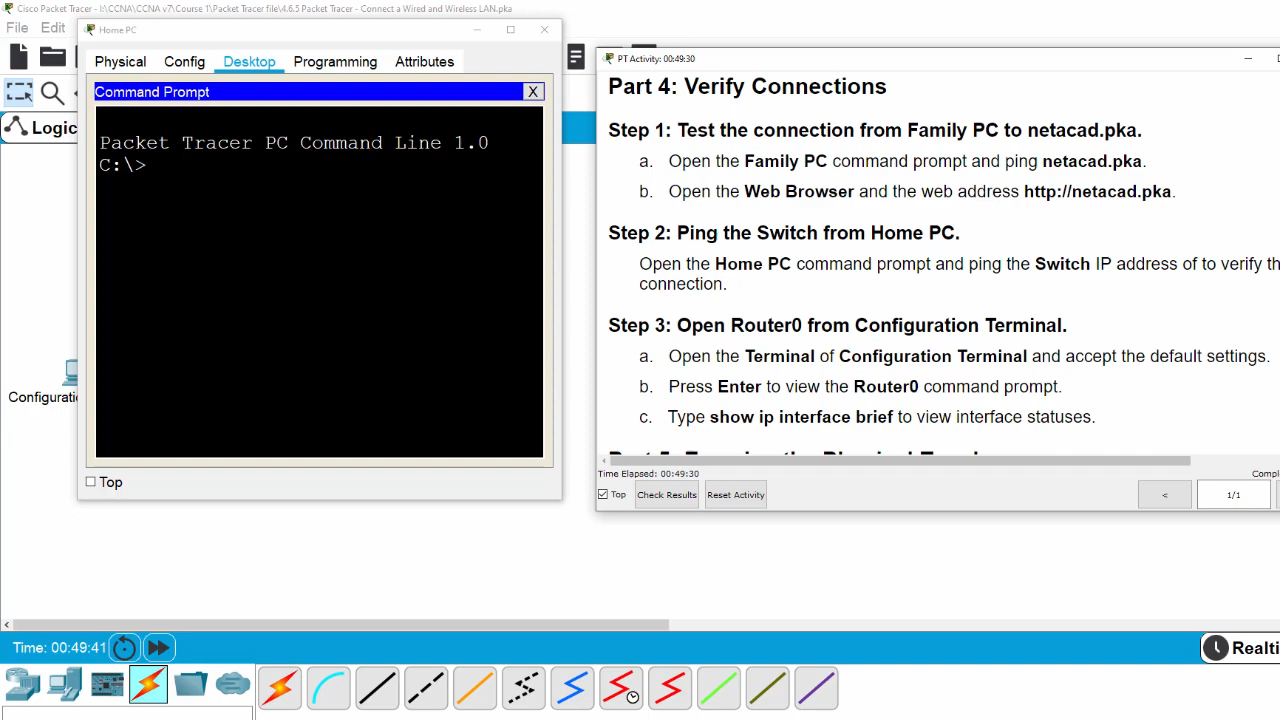 Cisco Packet Tracer - I:\CCNA\CCNA v7\Course 1\Packet Tracer file\4.6.5 Packet Tracer - Connect a Wired and Wireless LAN.pka
File Edit
Home PC
Physical Config Desktop Programming Attributes
Command Prompt X
Packet Tracer PC Command Line 1.0
C:\>
Top
Logic
Configuratio
PT Activity: 00:49:30
Part 4: Verify Connections
Step 1: Test the connection from Family PC to netacad.pka.
a. Open the Family PC command prompt and ping netacad.pka.
b. Open the Web Browser and the web address http://netacad.pka.
Step 2: Ping the Switch from Home PC.
Open the Home PC command prompt and ping the Switch IP address of to verify th
connection.
Step 3: Open Router0 from Configuration Terminal.
a. Open the Terminal of Configuration Terminal and accept the default settings.
b. Press Enter to view the Router0 command prompt.
c. Type show ip interface brief to view interface statuses.
Time Elapsed: 00:49:30
Comple
Top Check Results Reset Activity < 1/1
Time: 00:49:41
Realti